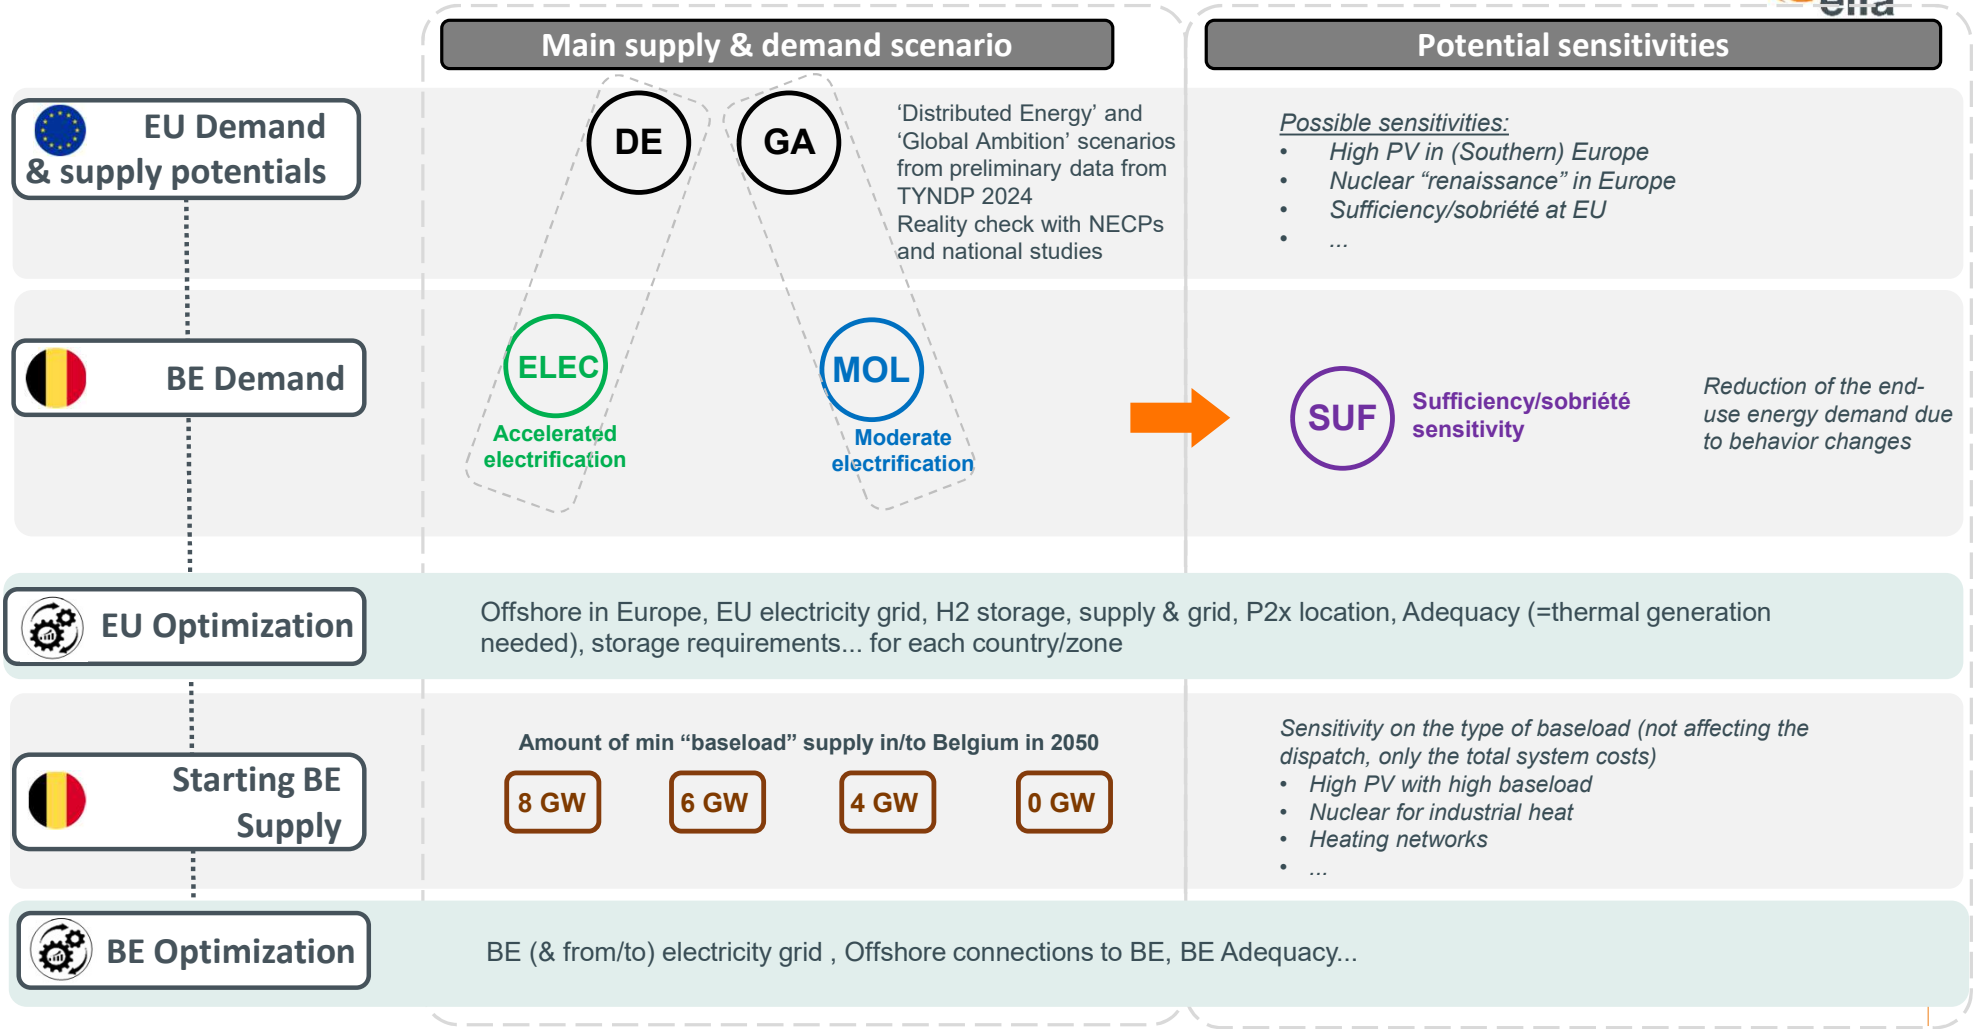 elia
Main supply & demand scenario
Potential sensitivities
EU Demand
& supply potentials
DE
GA
‘Distributed Energy’ and
‘Global Ambition’ scenarios
from preliminary data from
TYNDP 2024
Reality check with NECPs
and national studies
Possible sensitivities:
• High PV in (Southern) Europe
• Nuclear “renaissance” in Europe
• Sufficiency/sobriété at EU
• ...
BE Demand
ELEC
Accelerated
electrification
MOL
Moderate
electrification
SUF
Sufficiency/sobriété
sensitivity
Reduction of the end-
use energy demand due
to behavior changes
EU Optimization
Offshore in Europe, EU electricity grid, H2 storage, supply & grid, P2x location, Adequacy (=thermal generation
needed), storage requirements... for each country/zone
Starting BE
Supply
Amount of min “baseload” supply in/to Belgium in 2050
8 GW
6 GW
4 GW
0 GW
Sensitivity on the type of baseload (not affecting the
dispatch, only the total system costs)
• High PV with high baseload
• Nuclear for industrial heat
• Heating networks
• ...
BE Optimization
BE (& from/to) electricity grid , Offshore connections to BE, BE Adequacy...